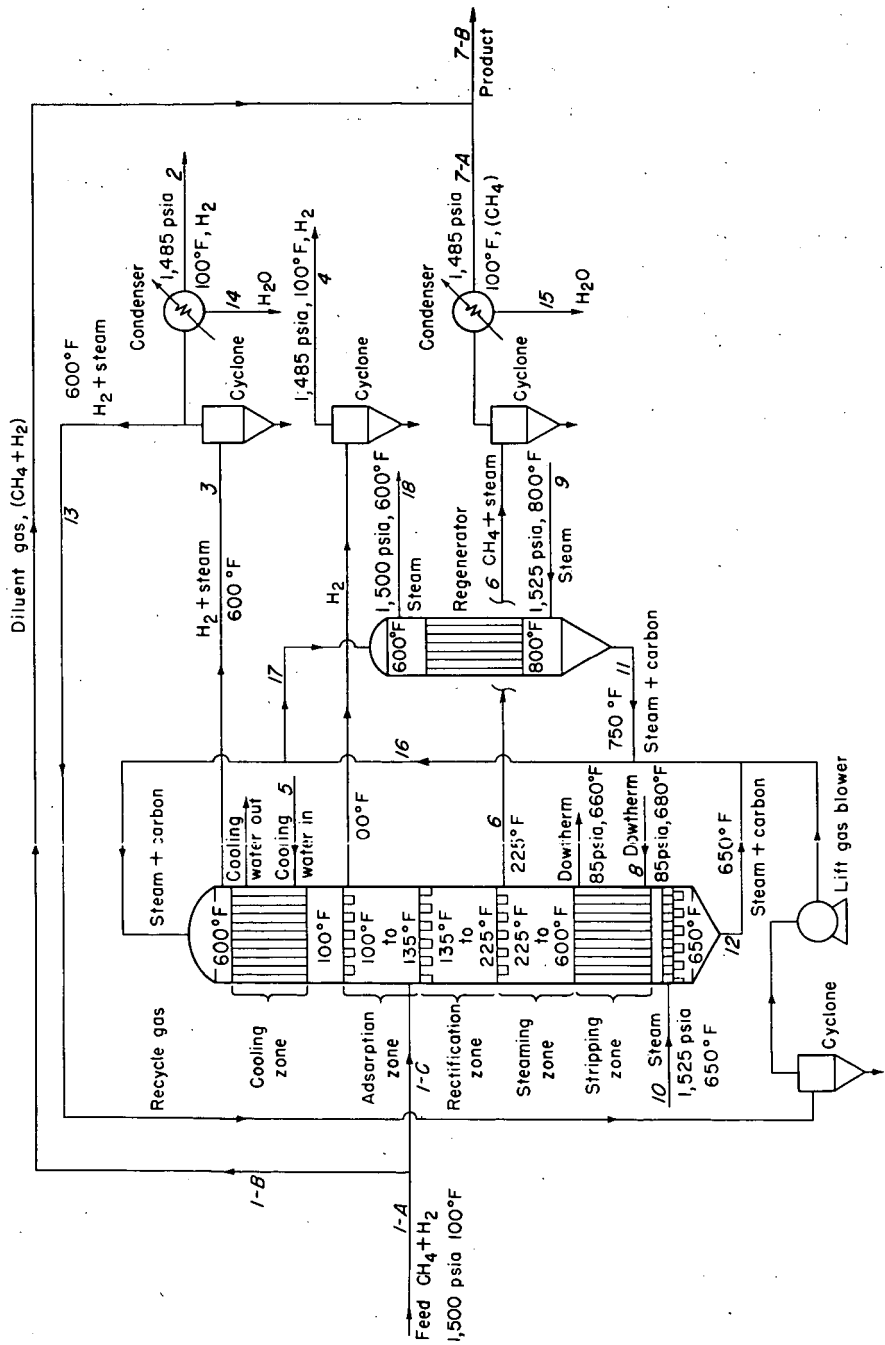 Diluent gas, (CH4 + H2)
13
600°F
H2 + steam
Condenser
1,485 psia 2
100°F, H2
14
H2O
Cyclone
3
H2 + steam
600°F
1,485 psia, 100°F, H2
4
Cyclone
H2
1,500 psia, 600°F
18
Steam
Regenerator
600°F
800°F
6 CH4 + steam
1,525 psia, 800°F
9
Steam
Cyclone
Condenser
1,485 psia 7-A
100°F, (CH4)
15
H2O
7-B
Product
17
16
11
750 °F
Steam + carbon
Steam + carbon
Cooling
water out
Cooling 5
water in
00°F
6
225°F
Dowtherm
85psia, 660°F
8 Dowtherm
85psia, 680°F
650°F
Steam + carbon
12
Lift gas blower
Cyclone
600°F
100°F
100°F
to
135°F
135°F
to
225°F
225°F
to
600°F
650°F
Recycle gas
Cooling
zone
Adsarption
zone
1-C
Rectification
zone
Steaming
zone
Stripping
zone
10 Steam
1,525 psia
650°F
1-B
1-A
Feed CH4 + H2
1,500 psia 100°F